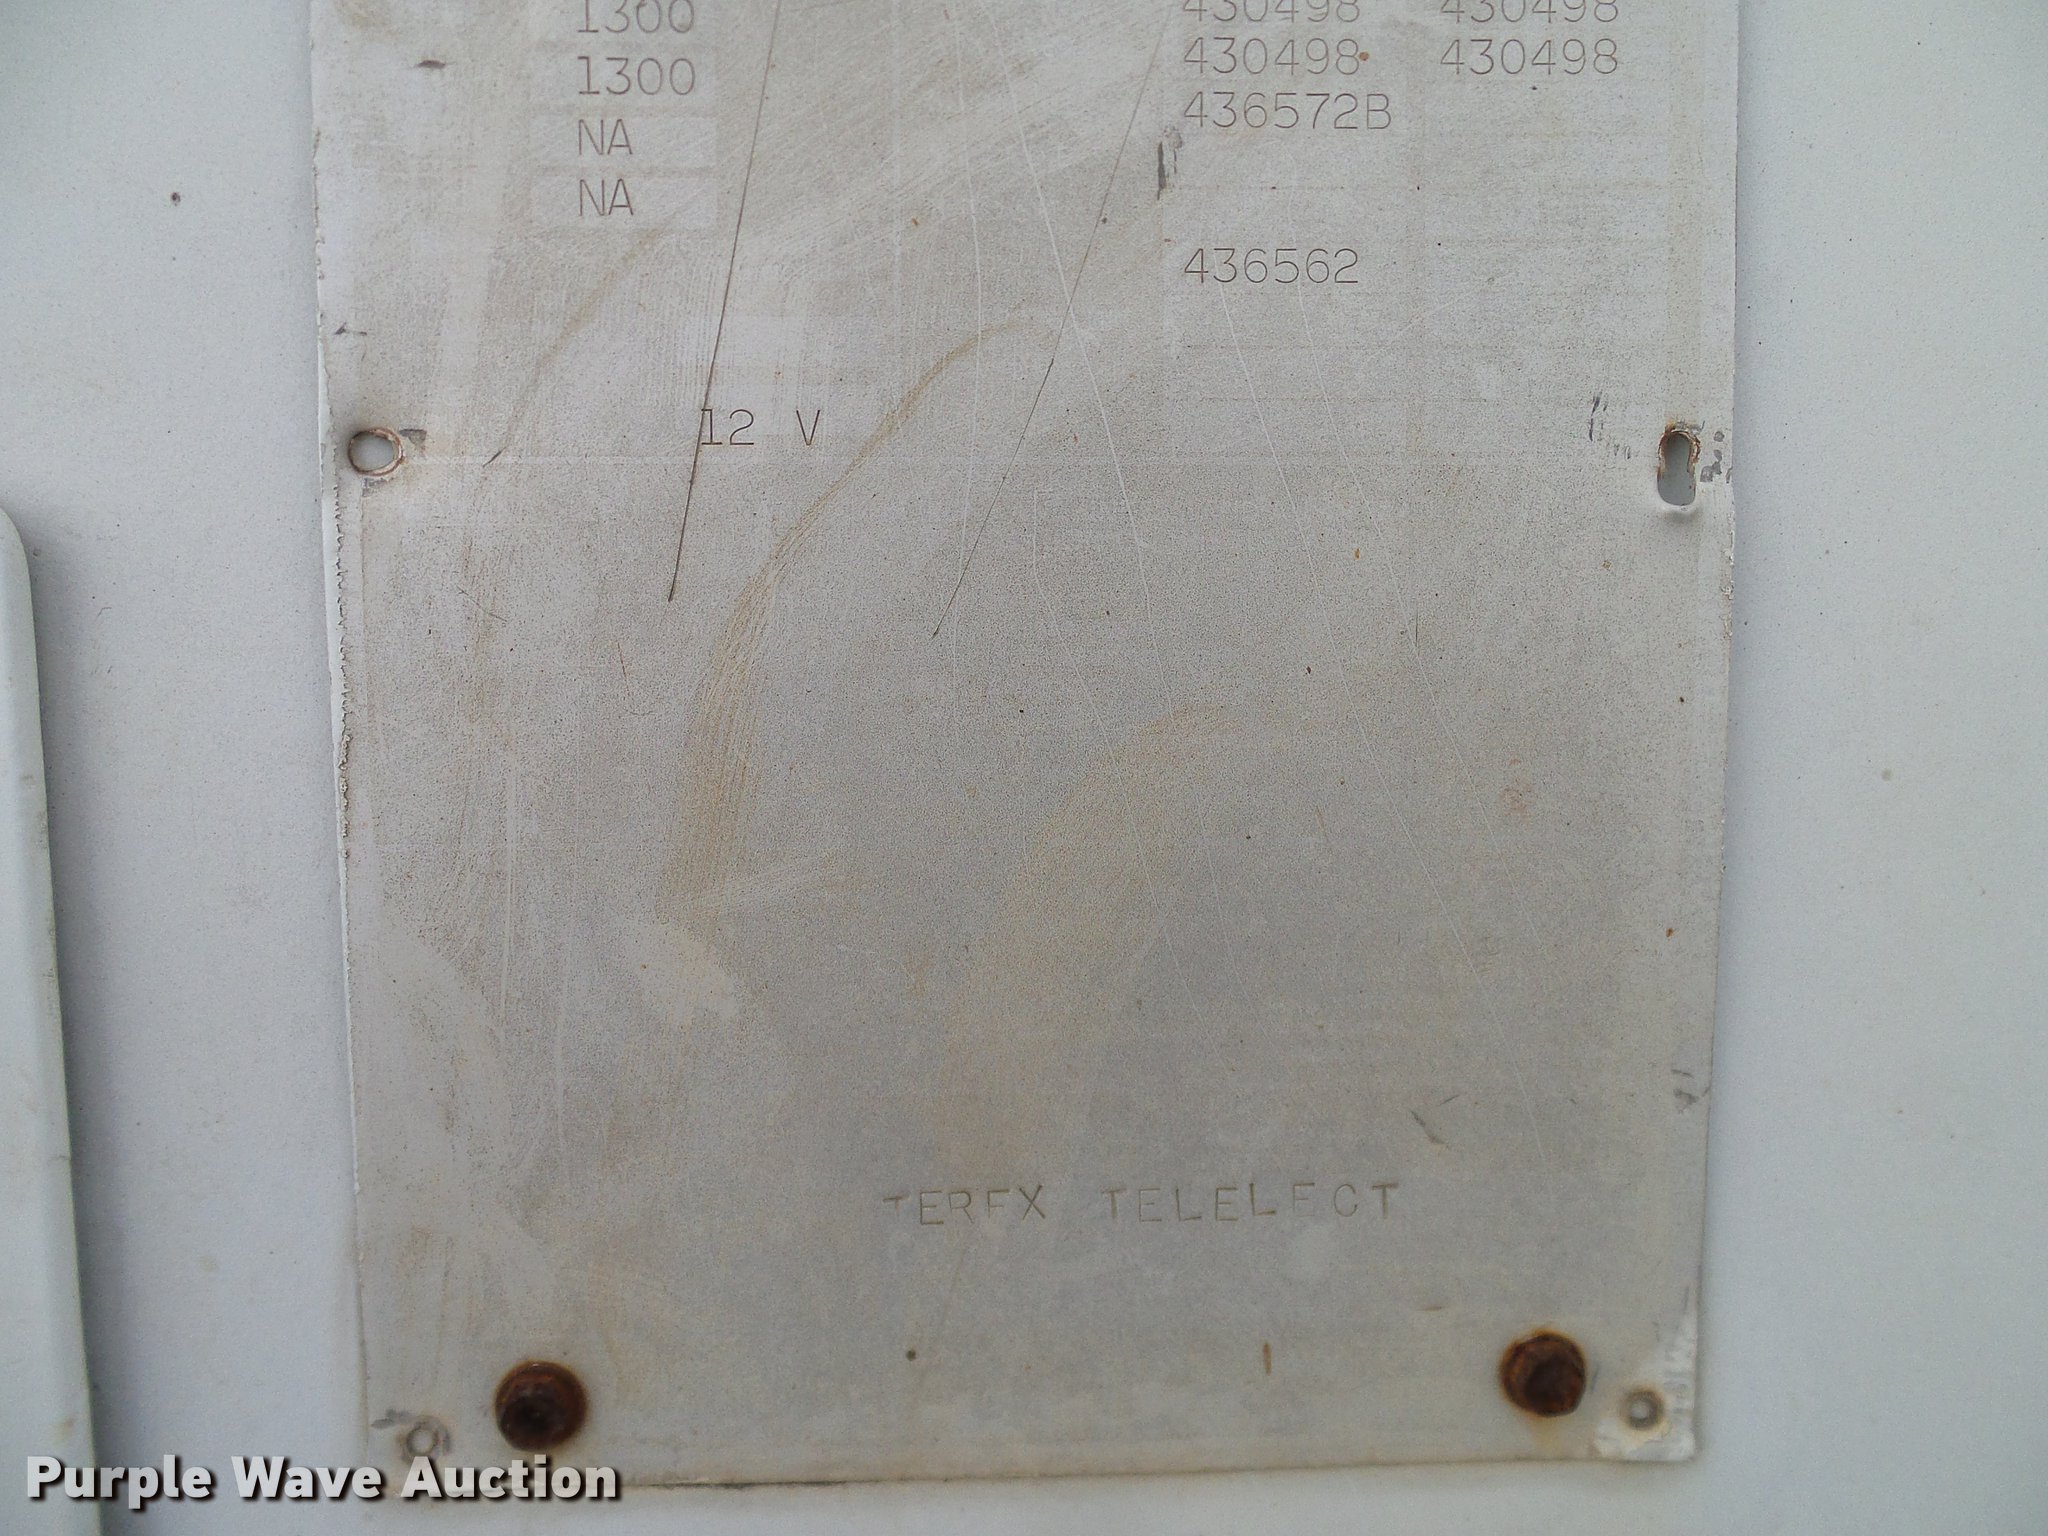 1300 430498 430498
1300 430498 430498
NA 436572B
NA
436562
12 V
TEREX TELELECT
Purple Wave Auction